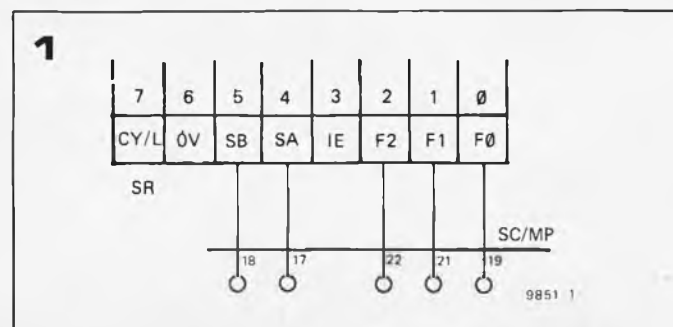 1
7 6 5 4 3 2 1 Ø
CY/L OV SB SA IE F2 F1 FØ
SR
SC/MP
18 17 22 21 19
9851 1